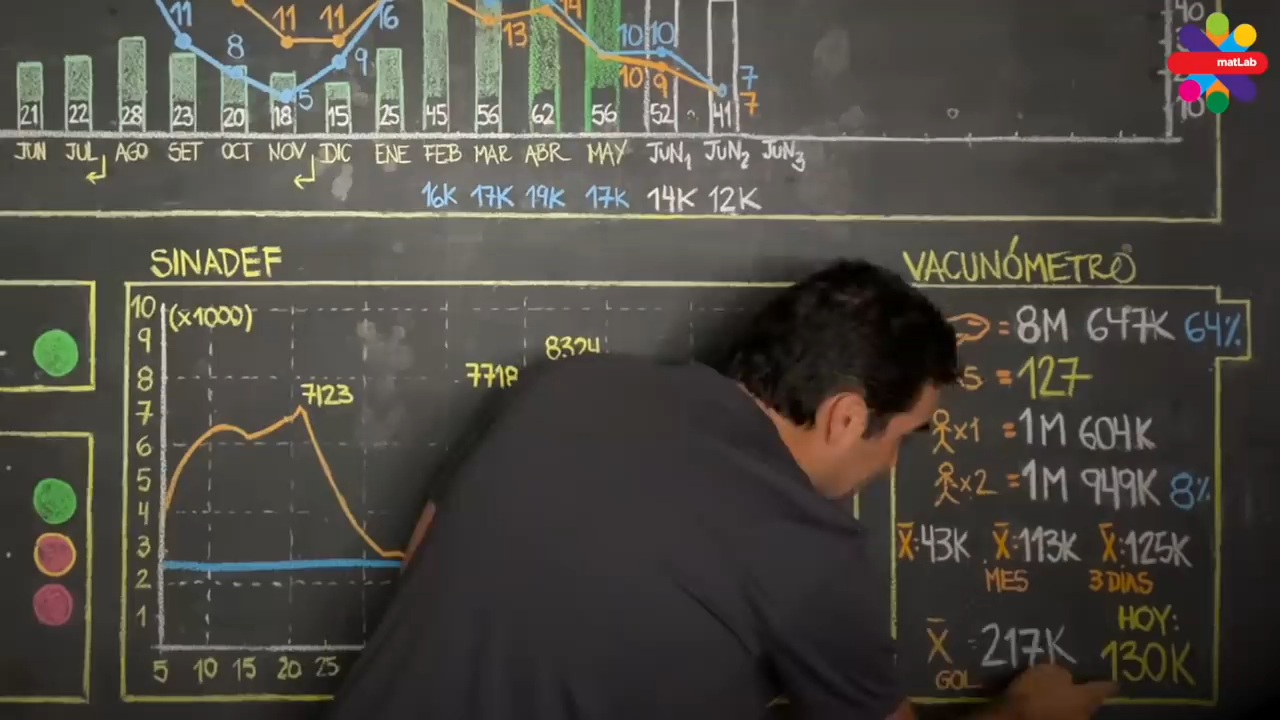 11 11 11 16 13 14 10 10 40
8 9 10 9 7
5 7
matLab
21 22 28 23 20 18 15 25 45 56 62 56 52 41 10
JUN JUL AGO SET OCT NOV DIC ENE FEB MAR ABR MAY JUN1 JUN2 JUN3
16K 17K 19K 17K 14K 12K
SINADEF
10 (x1000)
9
8
7
6
5
4
3
2
1
5 10 15 20 25
7123
7718
8324
VACUNÓMETRO
= 8M 647K 64%
S = 127
x1 = 1M 604K
x2 = 1M 949K 8%
X̄:43K X̄:113K X̄:125K
MES 3 DÍAS
HOY:
X̄ 217K 130K
GOL